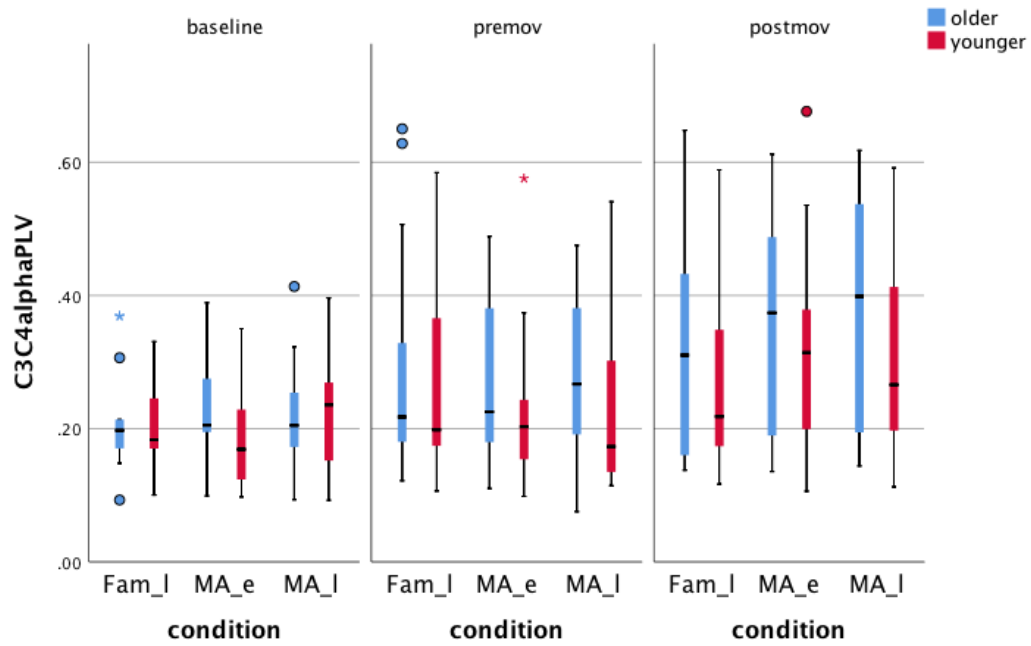 baseline
premov
postmov
older
younger
C3C4alphaPLV
.60
.40
.20
.00
Fam_l
MA_e
MA_l
Fam_l
MA_e
MA_l
Fam_l
MA_e
MA_l
condition
condition
condition